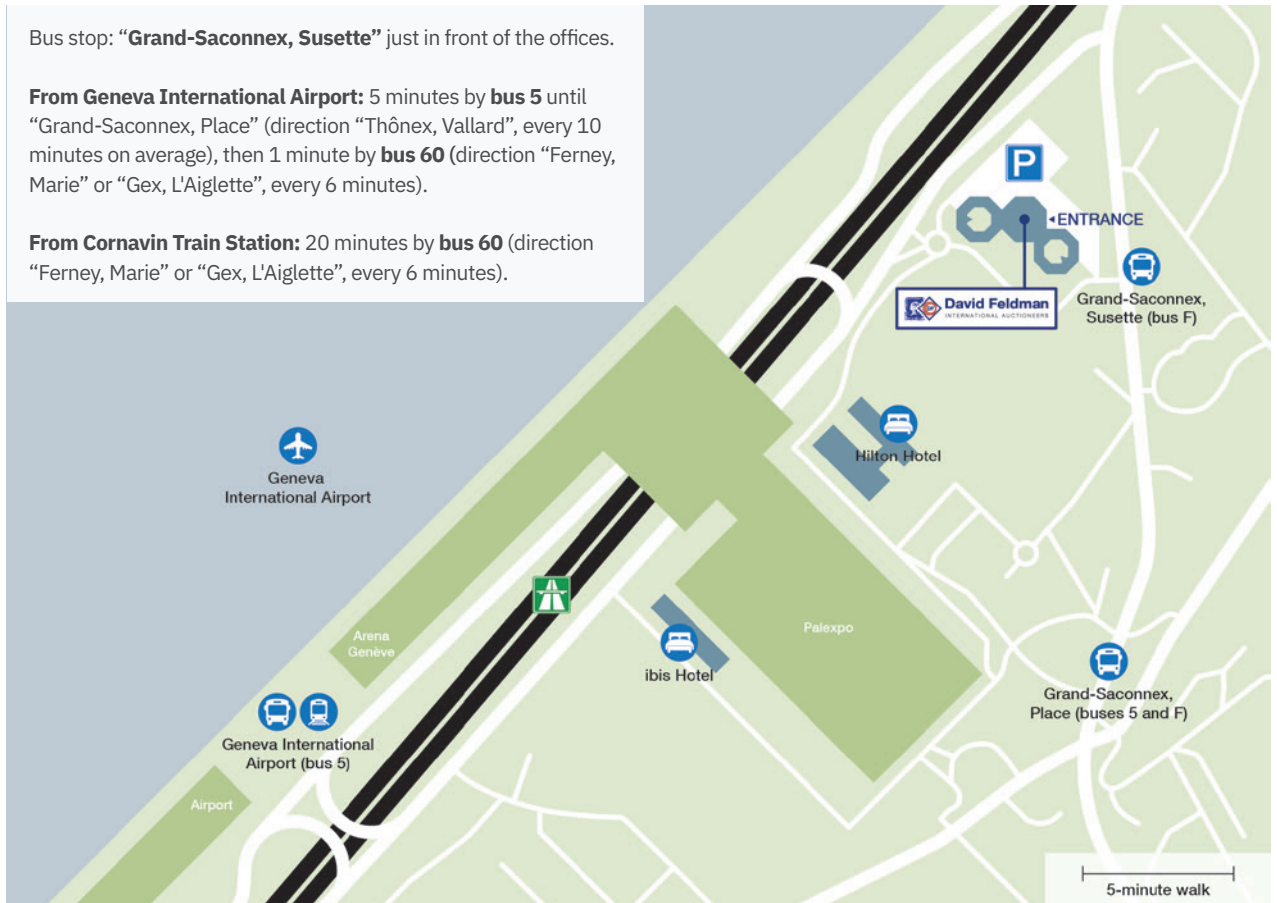 Bus stop: “Grand-Saconnex, Susette” just in front of the offices.
From Geneva International Airport: 5 minutes by bus 5 until
“Grand-Saconnex, Place” (direction “Thônex, Vallard”, every 10
minutes on average), then 1 minute by bus 60 (direction “Ferney,
Marie” or “Gex, L'Aiglette”, every 6 minutes).
From Cornavin Train Station: 20 minutes by bus 60 (direction
“Ferney, Marie” or “Gex, L'Aiglette”, every 6 minutes).
P
ENTRANCE
David Feldman
INTERNATIONAL AUCTIONEERS
Grand-Saconnex,
Susette (bus F)
Hilton Hotel
Geneva
International Airport
Arena
Genève
Palexpo
ibis Hotel
Grand-Saconnex,
Place (buses 5 and F)
Geneva International
Airport (bus 5)
Airport
5-minute walk